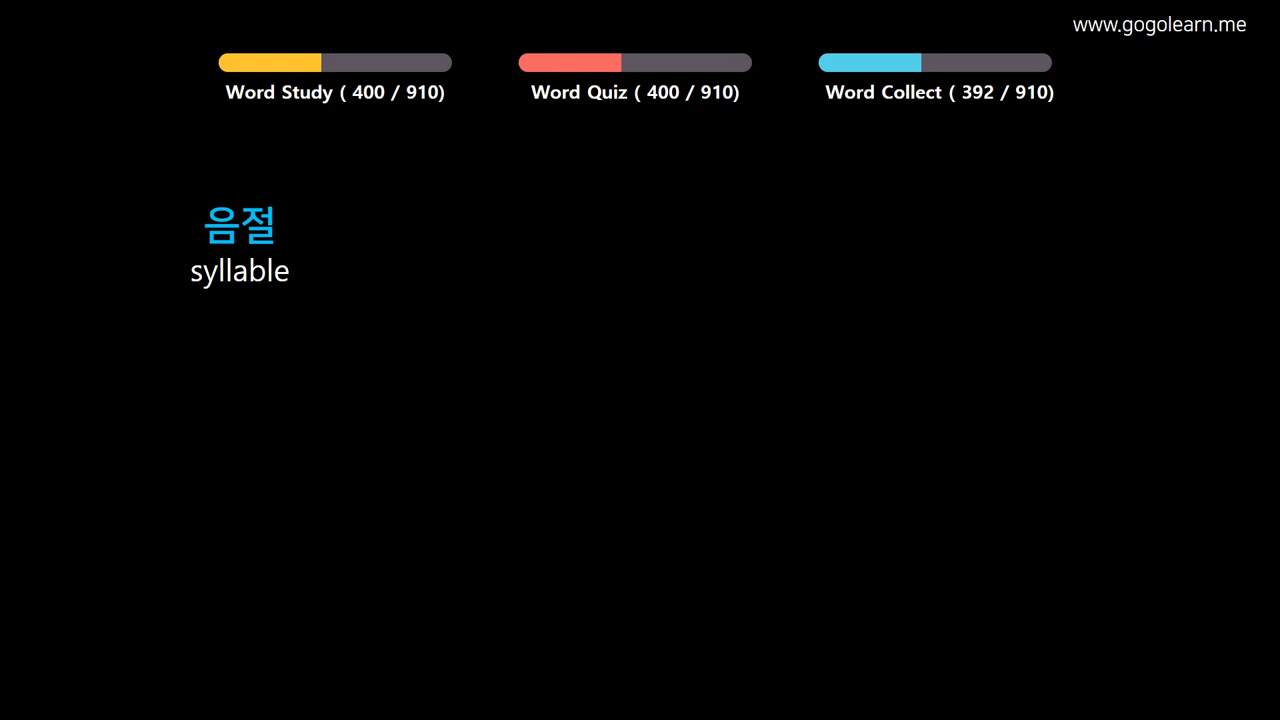 www.gogolearn.me
Word Study ( 400 / 910)
Word Quiz ( 400 / 910)
Word Collect ( 392 / 910)
음절
syllable